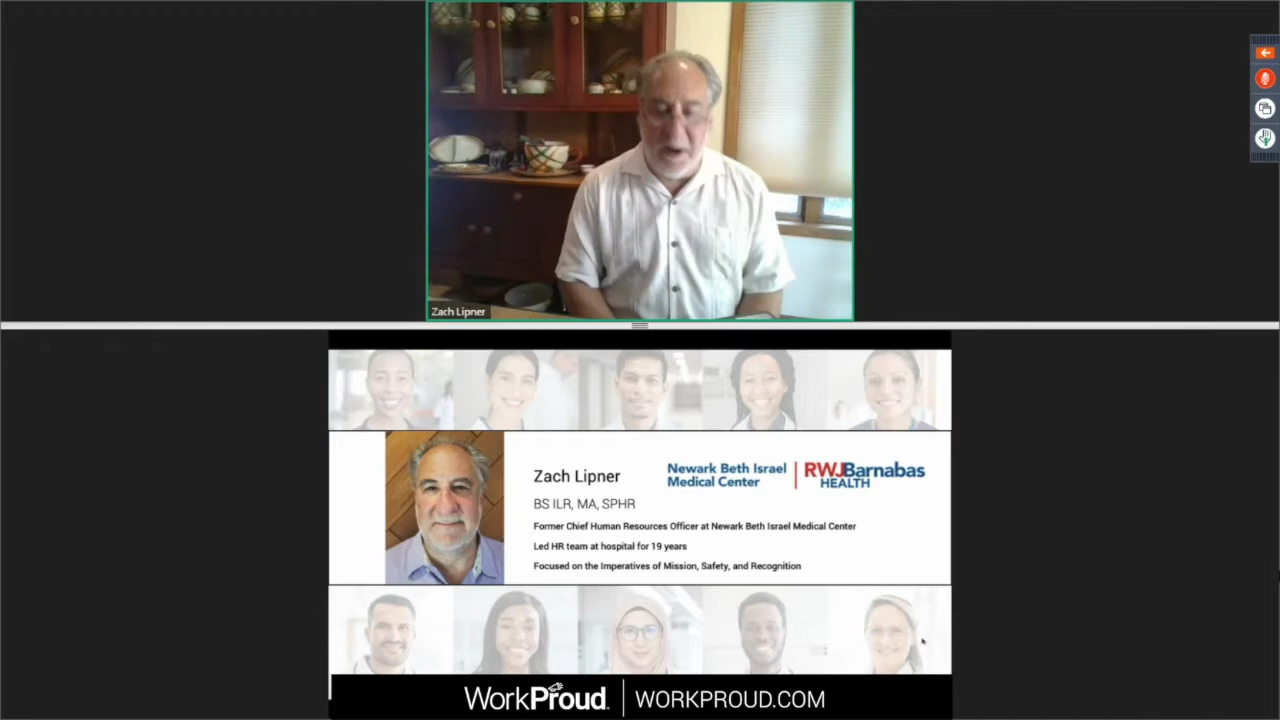 Zach Lipner
Zach Lipner
BS ILR, MA, SPHR
Former Chief Human Resources Officer at Newark Beth Israel Medical Center
Led HR team at hospital for 19 years
Focused on the Imperatives of Mission, Safety, and Recognition
Newark Beth Israel
Medical Center
RWJBarnabas
HEALTH
WorkProud
WORKPROUD.COM